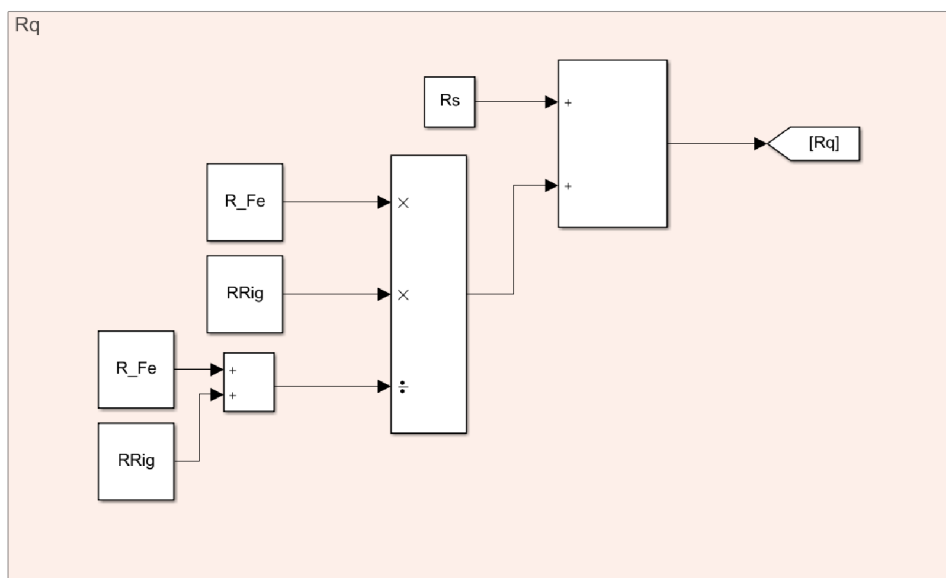 Rq
Rs
+
[Rq]
R_Fe
×
+
RRig
×
R_Fe
+
+
÷
RRig